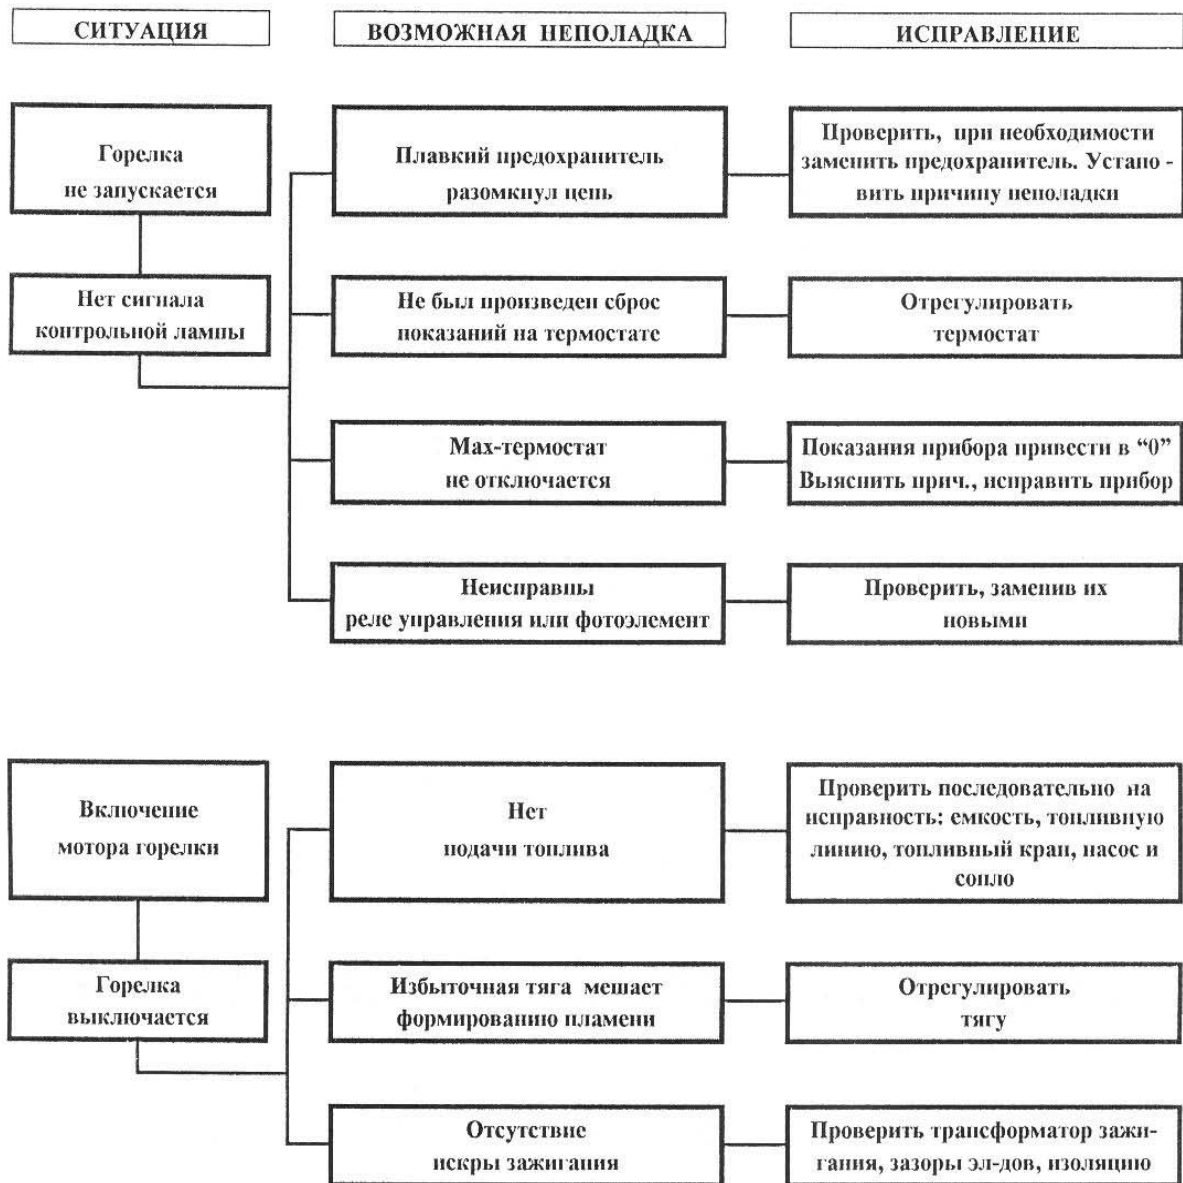 СИТУАЦИЯ
ВОЗМОЖНАЯ НЕПОЛАДКА
ИСПРАВЛЕНИЕ
Горелка
не запускается
Нет сигнала
контрольной лампы
Плавкий предохранитель
разомкнул цепь
Проверить, при необходимости
заменить предохранитель. Устано -
вить причину неполадки
Не был произведен сброс
показаний на термостате
Отрегулировать
термостат
Мах-термостат
не отключается
Показания прибора привести в “0”
Выяснить прич., исправить прибор
Неисправны
реле управления или фотоэлемент
Проверить, заменив их
новыми
Включение
мотора горелки
Горелка
выключается
Нет
подачи топлива
Проверить последовательно на
исправность: емкость, топливную
линию, топливный кран, насос и
сопло
Избыточная тяга мешает
формированию пламени
Отрегулировать
тягу
Отсутствие
искры зажигания
Проверить трансформатор зажи-
гания, зазоры эл-дов, изоляцию